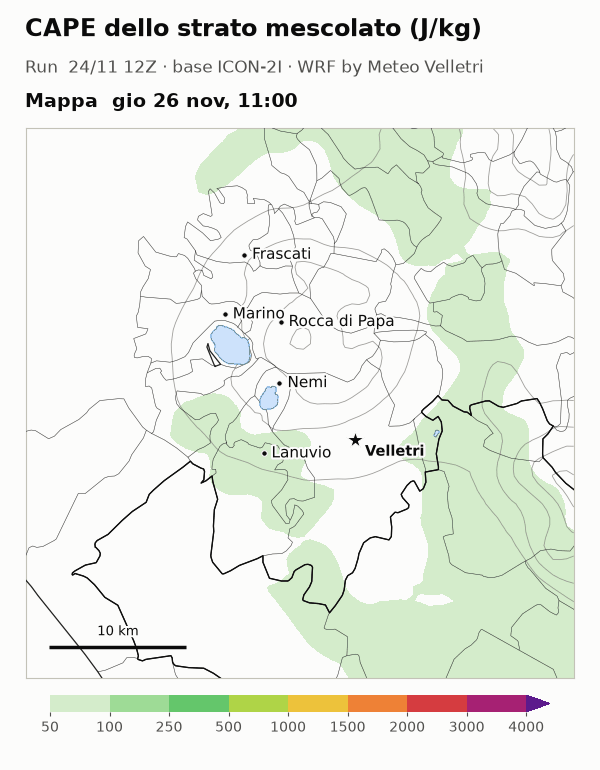 CAPE dello strato mescolato (J/kg)
Run  24/11 12Z · base ICON-2I · WRF by Meteo Velletri
Mappa  gio 26 nov, 11:00
Frascati
Marino
Rocca di Papa
Nemi
Velletri
Lanuvio
10 km
50 100 250 500 1000 1500 2000 3000 4000